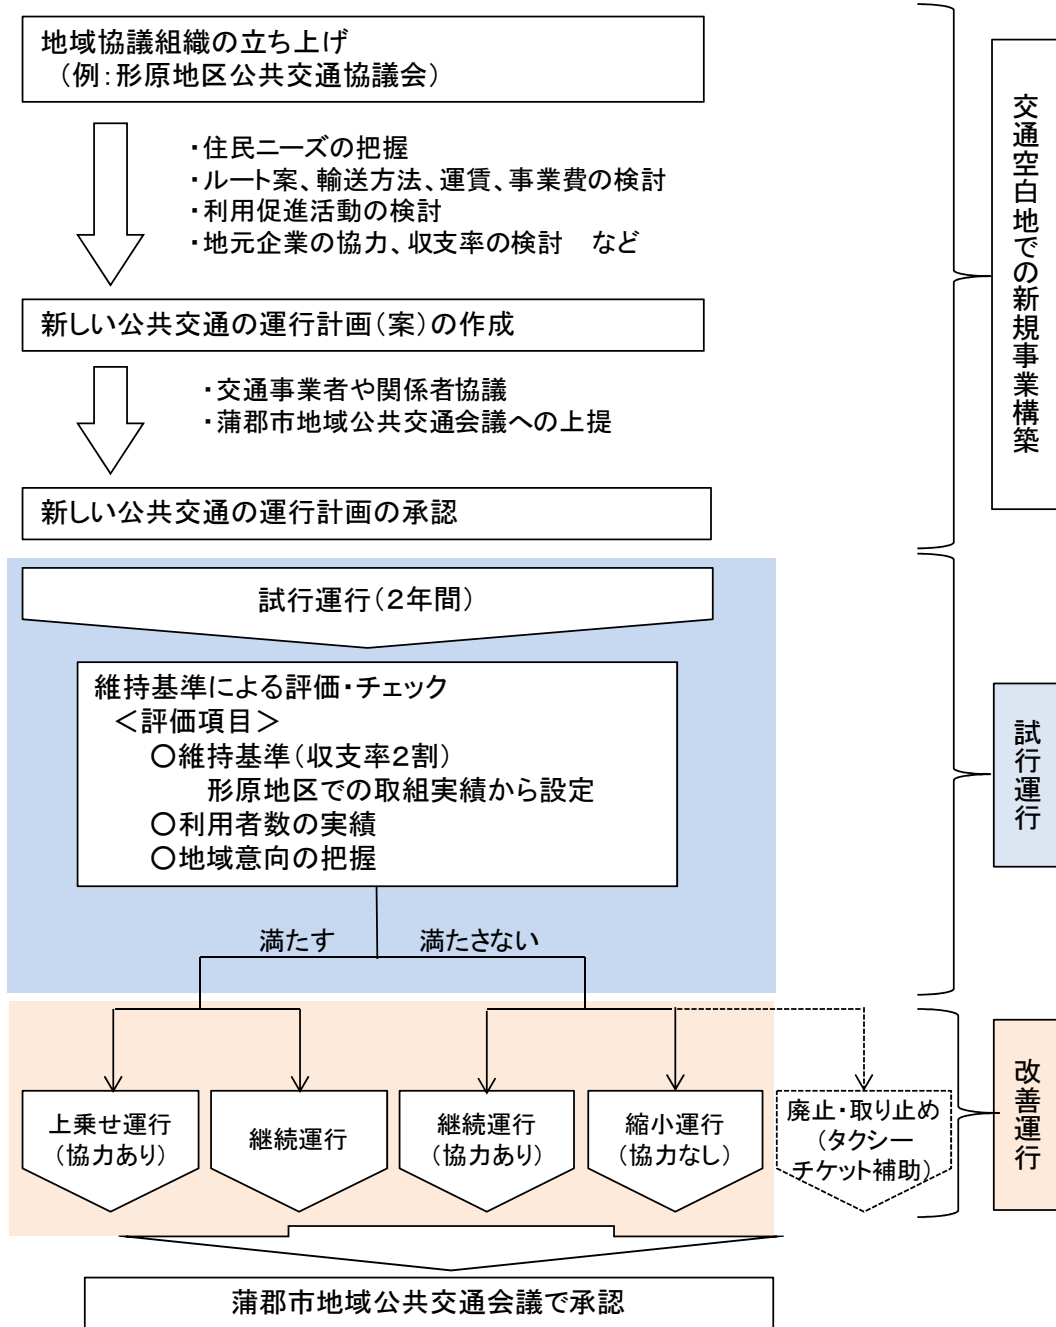 地域協議組織の立ち上げ
（例：形原地区公共交通協議会）
・住民ニーズの把握
・ルート案、輸送方法、運賃、事業費の検討
・利用促進活動の検討
・地元企業の協力、収支率の検討　など
新しい公共交通の運行計画（案）の作成
・交通事業者や関係者協議
・蒲郡市地域公共交通会議への上提
新しい公共交通の運行計画の承認
交通空白地での新規事業構築
試行運行（２年間）
維持基準による評価・チェック
＜評価項目＞
〇維持基準（収支率２割）
形原地区での取組実績から設定
〇利用者数の実績
〇地域意向の把握
試行運行
満たす
満たさない
上乗せ運行
（協力あり）
継続運行
継続運行
（協力あり）
縮小運行
（協力なし）
廃止・取り止め
（タクシー
チケット補助）
改善運行
蒲郡市地域公共交通会議で承認